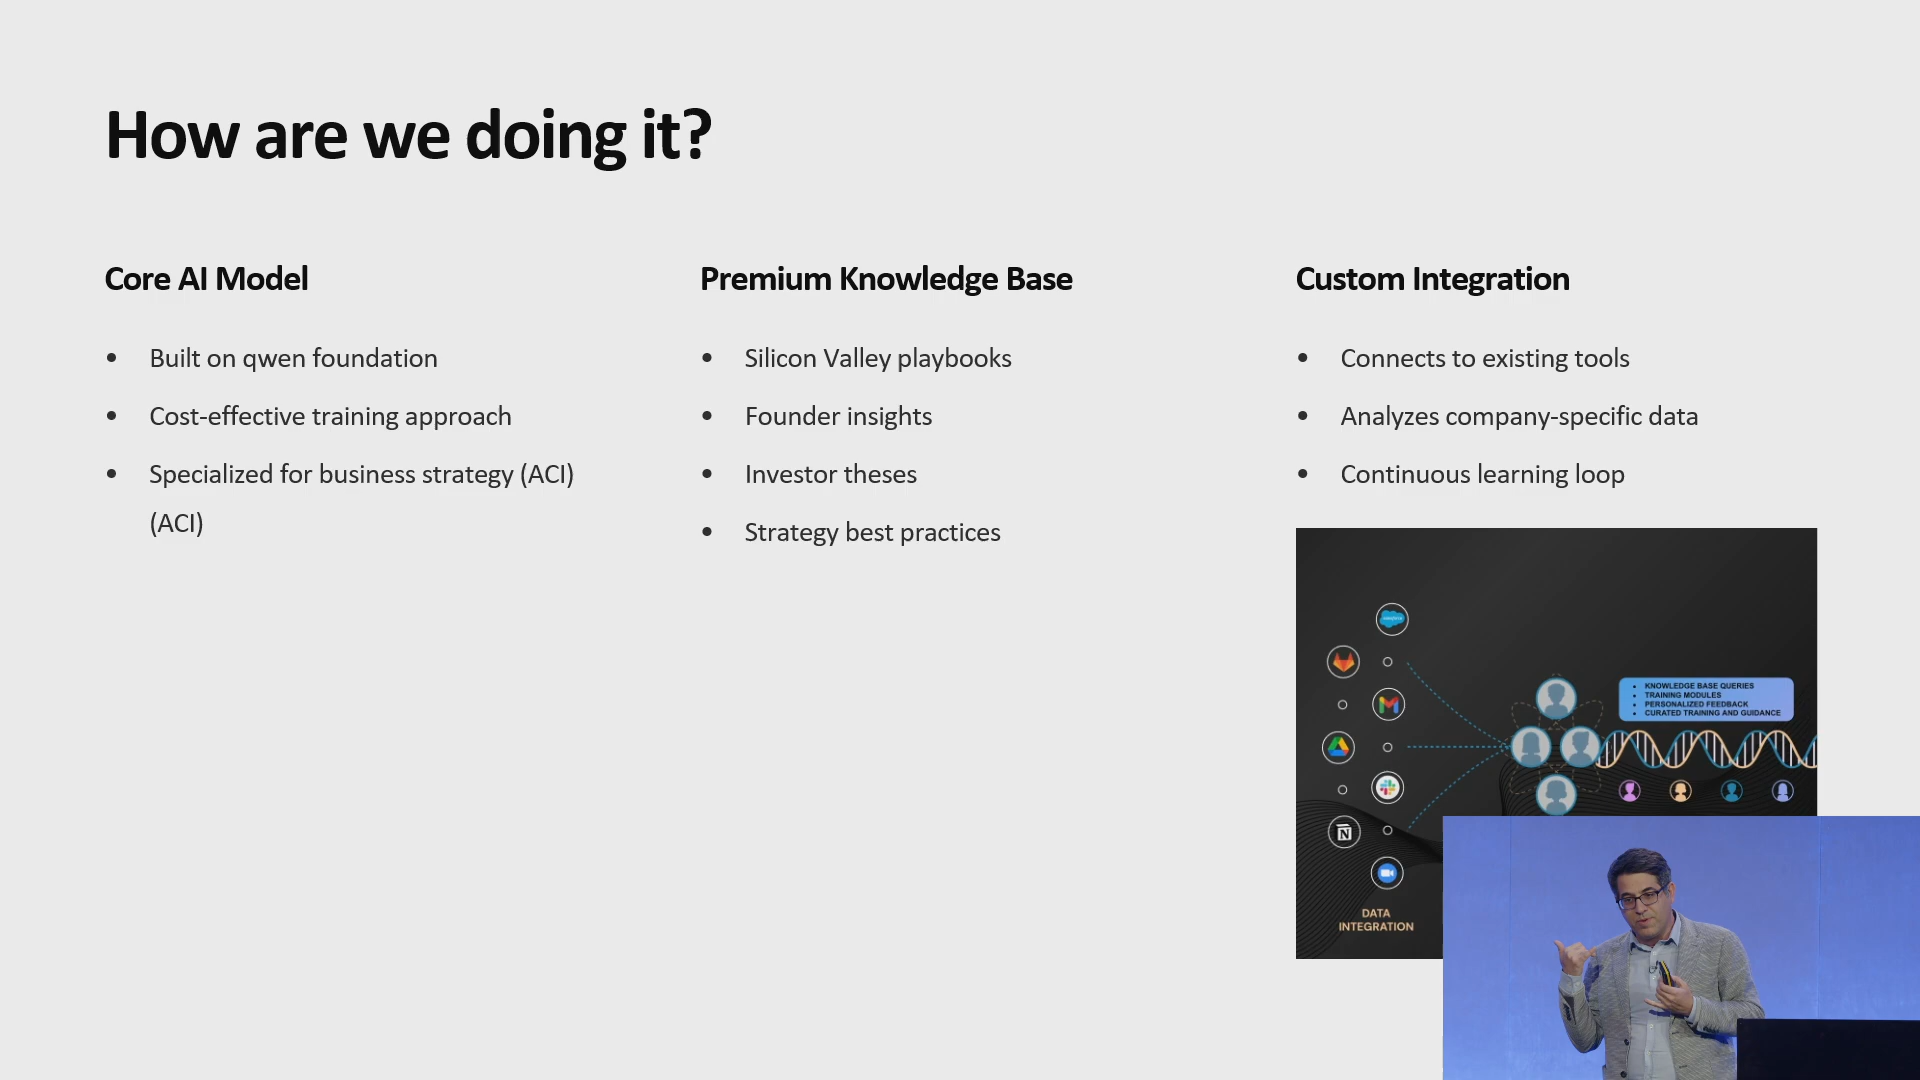 How are we doing it?
Core AI Model
• Built on qwen foundation
• Cost-effective training approach
• Specialized for business strategy (ACI)
(ACI)
Premium Knowledge Base
• Silicon Valley playbooks
• Founder insights
• Investor theses
• Strategy best practices
Custom Integration
• Connects to existing tools
• Analyzes company-specific data
• Continuous learning loop
salesforce
• KNOWLEDGE BASE QUERIES
• TRAINING MODULES
• PERSONALIZED FEEDBACK
• CURATED TRAINING AND GUIDANCE
DATA
INTEGRATION